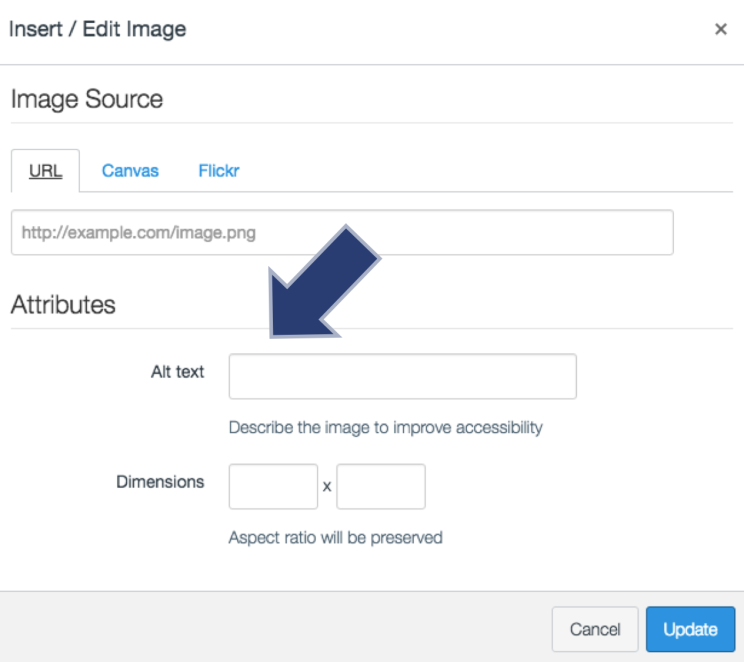 Insert / Edit Image ×
Image Source
URL Canvas Flickr
http://example.com/image.png
Attributes
Alt text
Describe the image to improve accessibility
Dimensions x
Aspect ratio will be preserved
Cancel Update